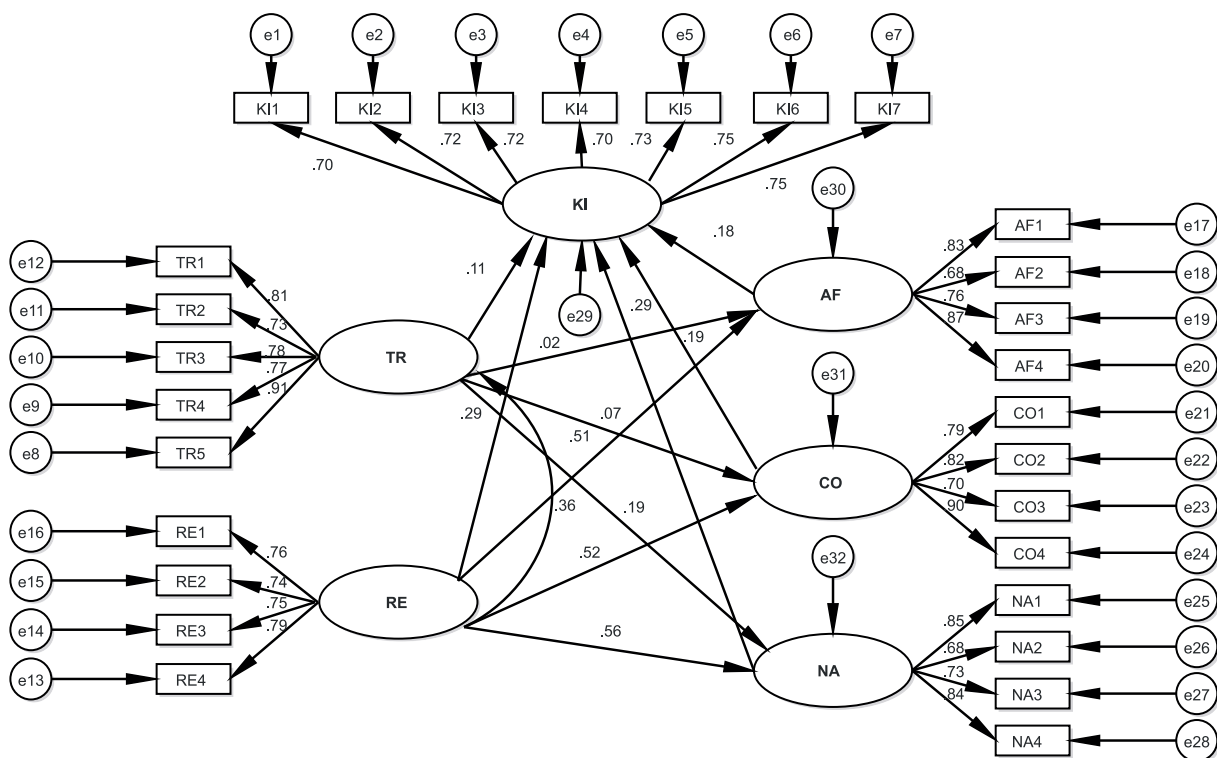 e1 e2 e3 e4 e5 e6 e7
KI1 KI2 KI3 KI4 KI5 KI6 KI7
.70 .72 .72 .70 .73 .75 .75
KI
e30
e29
.11
.18
.29
.19
.02
.29
.07
.51
.36
.19
.52
.56
e12 TR1
e11 TR2
e10 TR3
e9 TR4
e8 TR5
.81
.73
.78
.77
.91
TR
e16 RE1
e15 RE2
e14 RE3
e13 RE4
.76
.74
.75
.79
RE
AF
.83
.68
.76
.87
AF1 e17
AF2 e18
AF3 e19
AF4 e20
e31
CO
.79
.82
.70
.90
CO1 e21
CO2 e22
CO3 e23
CO4 e24
e32
NA
.85
.68
.73
.84
NA1 e25
NA2 e26
NA3 e27
NA4 e28